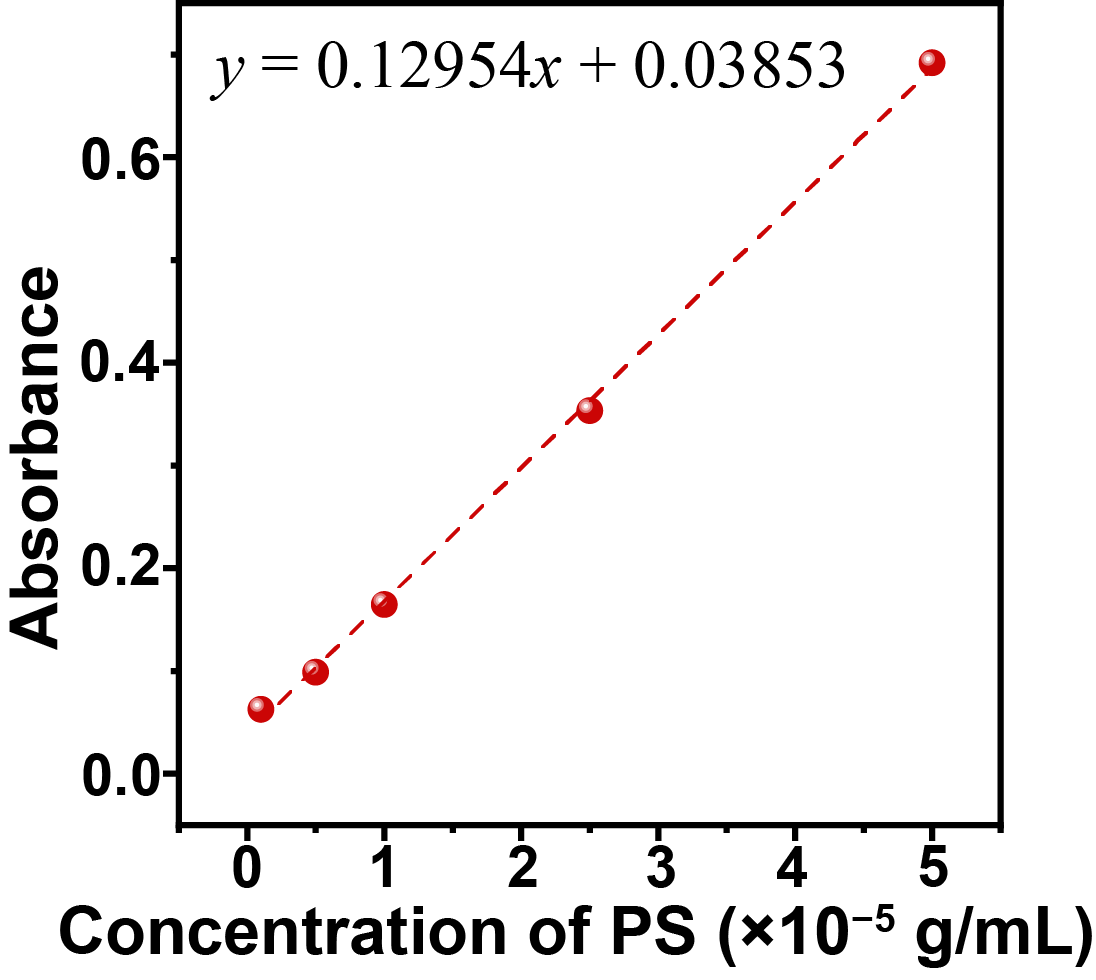 y = 0.12954x + 0.03853
Absorbance
0.6
0.4
0.2
0.0
0 1 2 3 4 5
Concentration of PS (×10⁻⁵ g/mL)